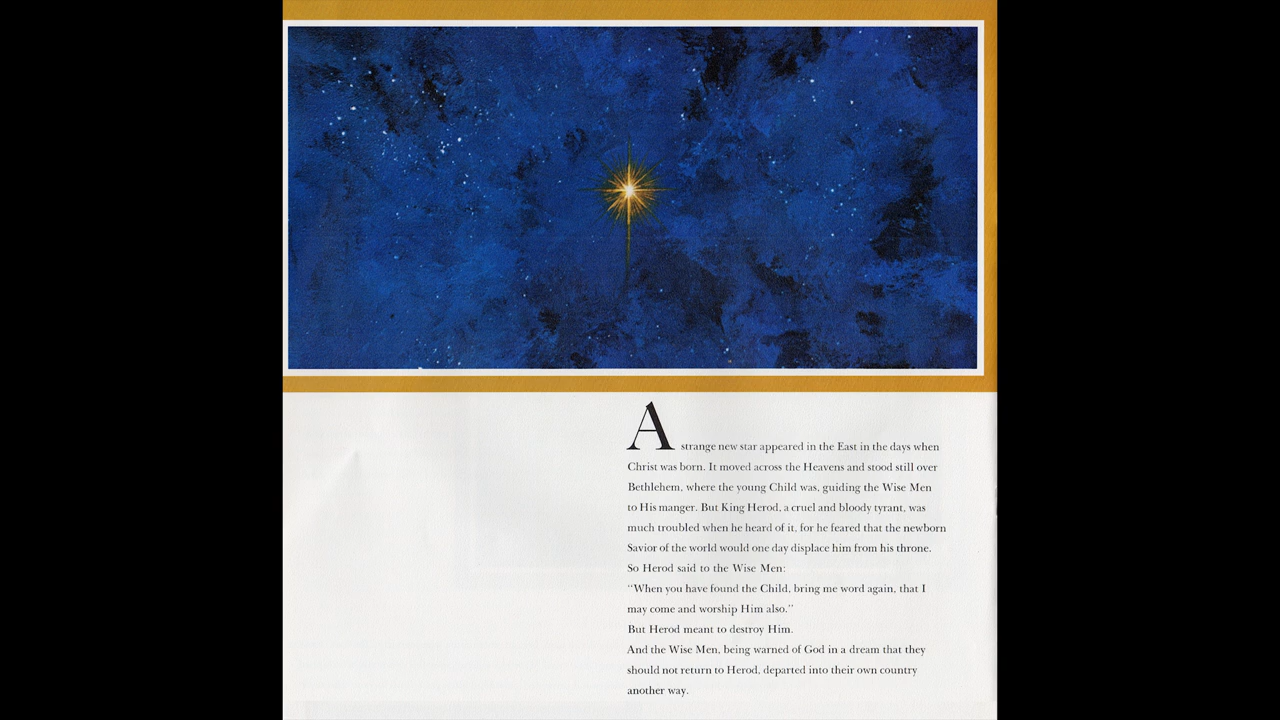 A strange new star appeared in the East in the days when
Christ was born. It moved across the Heavens and stood still over
Bethlehem, where the young Child was, guiding the Wise Men
to His manger. But King Herod, a cruel and bloody tyrant, was
much troubled when he heard of it, for he feared that the newborn
Savior of the world would one day displace him from his throne.
So Herod said to the Wise Men:
“When you have found the Child, bring me word again, that I
may come and worship Him also.”
But Herod meant to destroy Him.
And the Wise Men, being warned of God in a dream that they
should not return to Herod, departed into their own country
another way.